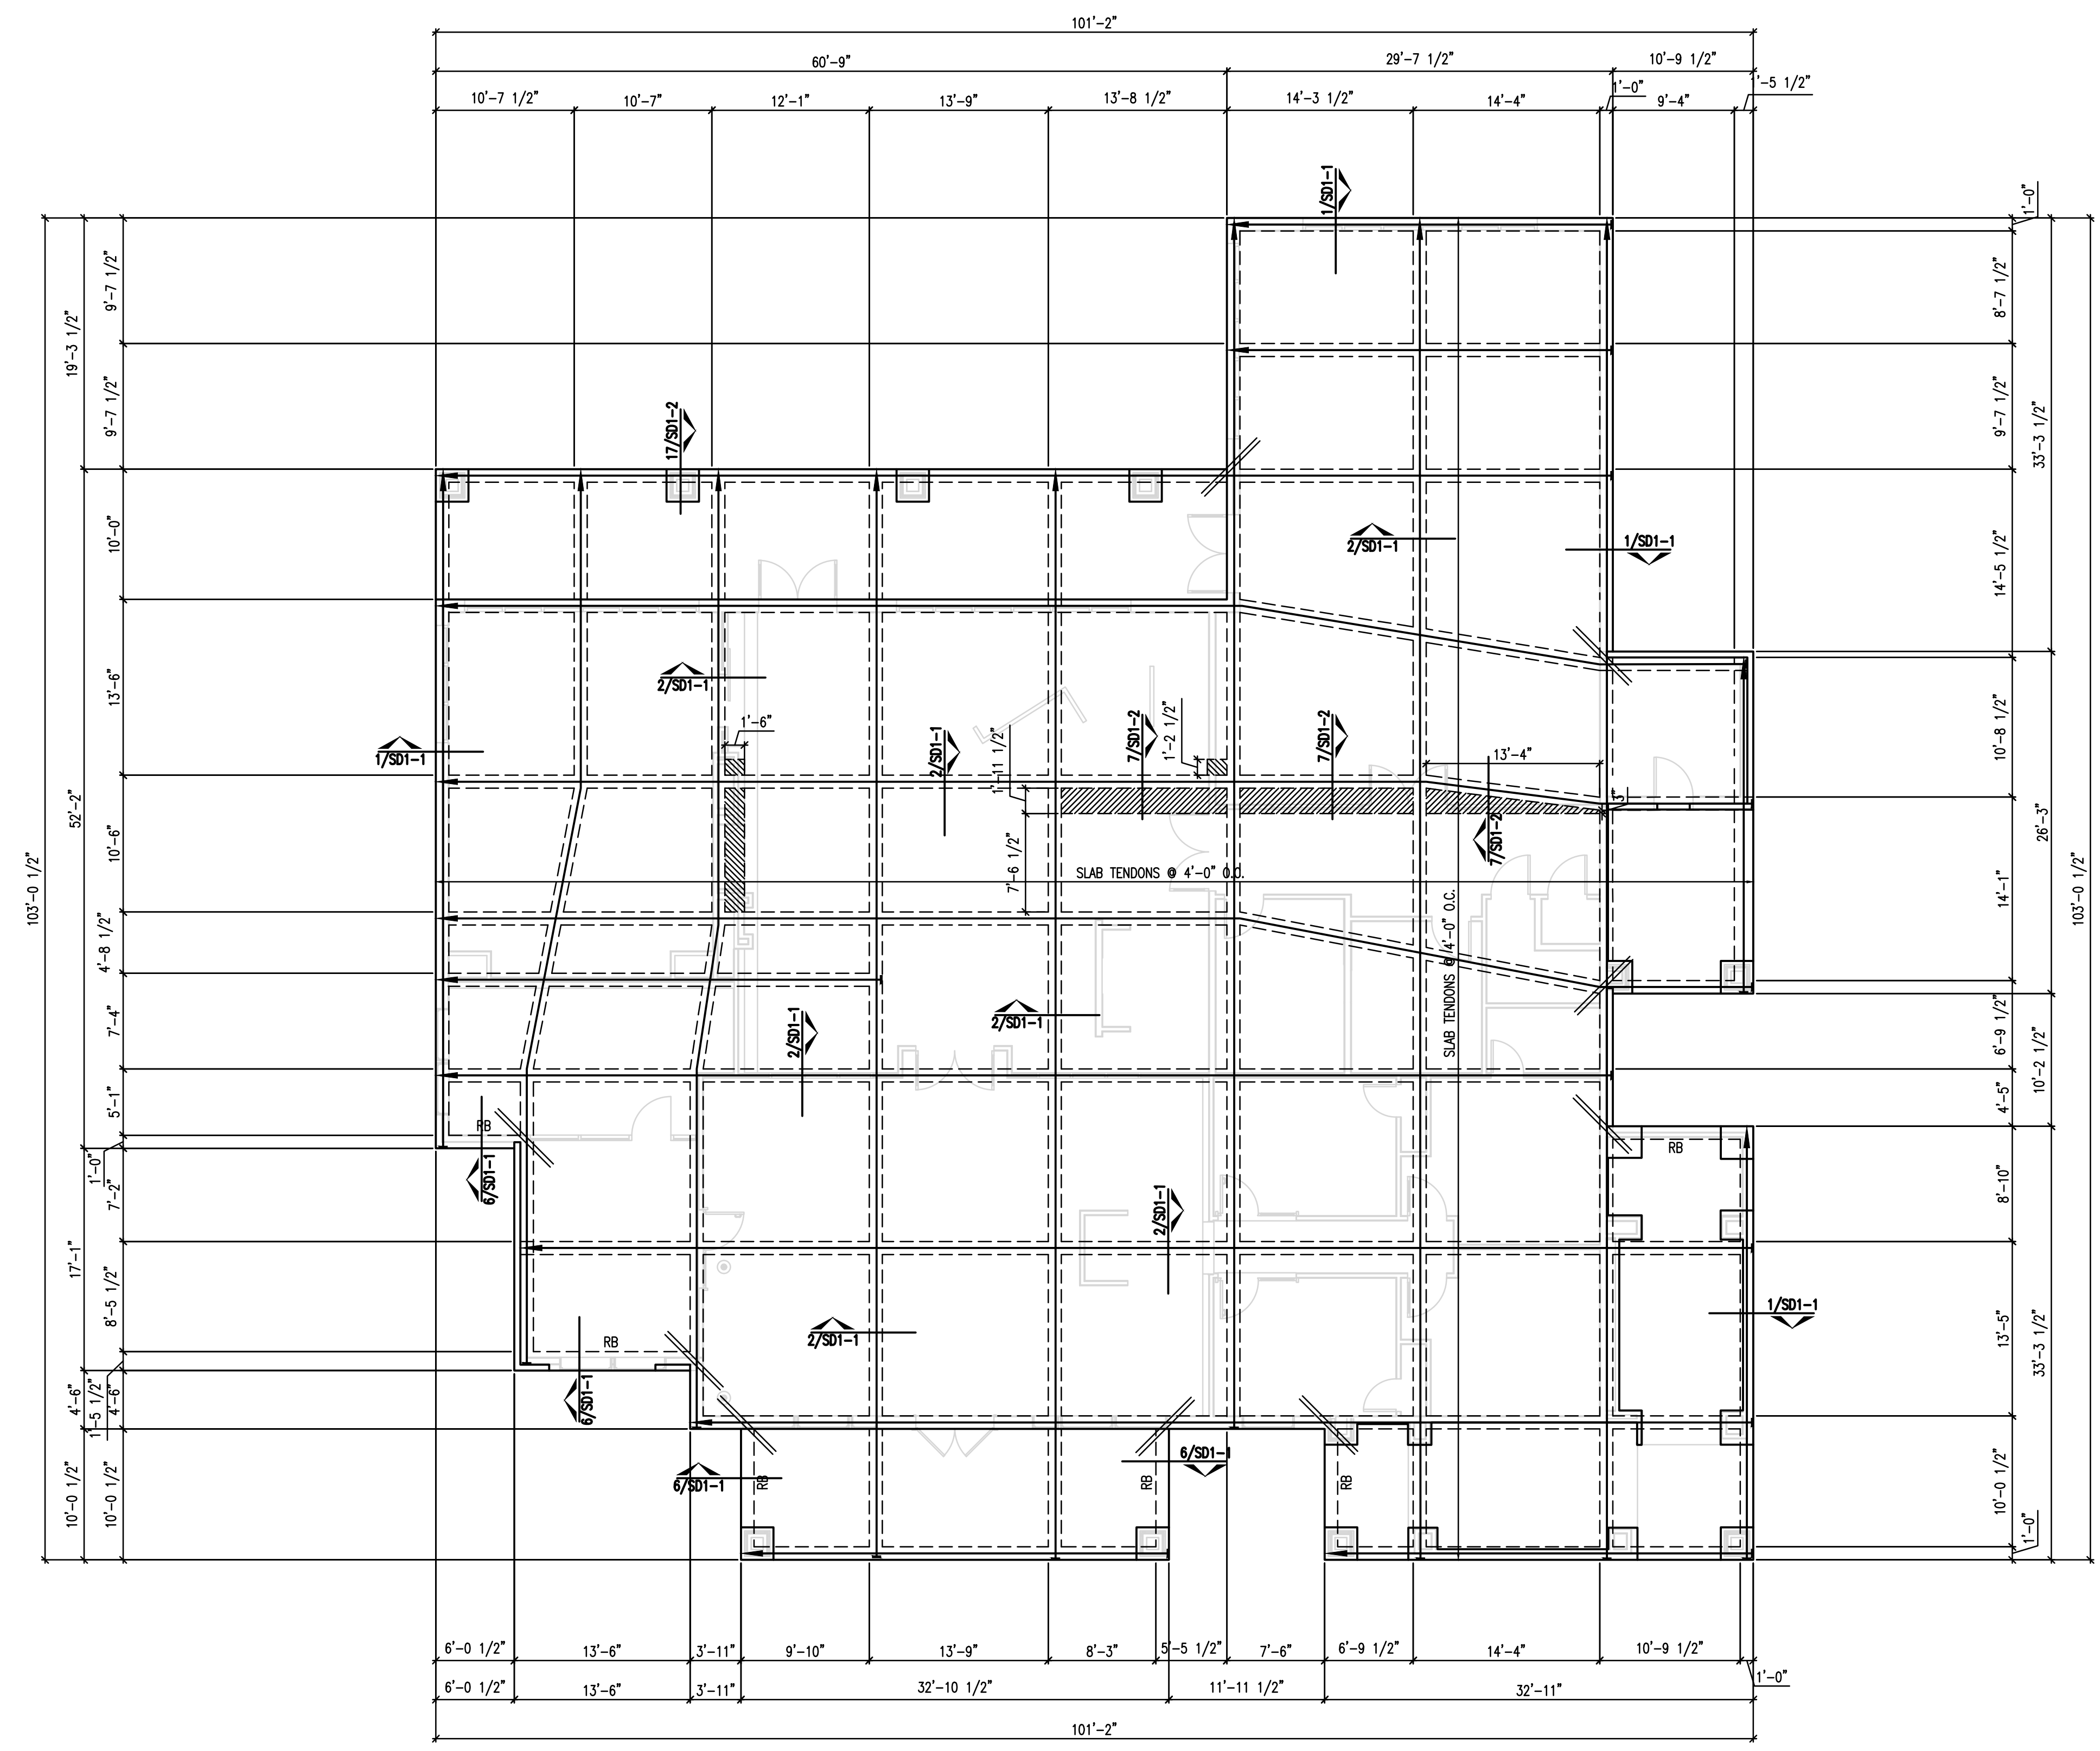 101'-2"
60'-9"
29'-7 1/2"
10'-9 1/2"
10'-7 1/2"
10'-7"
12'-1"
13'-9"
13'-8 1/2"
14'-3 1/2"
14'-4"
1'-0"
9'-4"
1'-5 1/2"
1/SD1-1
1'-0"
9'-7 1/2"
8'-7 1/2"
19'-3 1/2"
9'-7 1/2"
17/SD1-2
9'-7 1/2"
33'-3 1/2"
10'-0"
2/SD1-1
1/SD1-1
14'-5 1/2"
13'-6"
2/SD1-1
1'-6"
1/SD1-1
2/SD1-1
1'-11 1/2"
7/SD1-2
1'-2 1/2"
7/SD1-2
13'-4"
10'-8 1/2"
3"
52'-2"
10'-6"
7'-6 1/2"
7/SD1-2
26'-3"
103'-0 1/2"
SLAB TENDONS @ 4'-0" O.C.
SLAB TENDONS @ 4'-0" O.C.
14'-1"
103'-0 1/2"
4'-8 1/2"
7'-4"
2/SD1-1
2/SD1-1
6'-9 1/2"
10'-2 1/2"
5'-1"
RB
4'-5"
RB
1'-0"
7'-2"
6/SD1-1
2/SD1-1
8'-10"
17'-1"
8'-5 1/2"
RB
2/SD1-1
1/SD1-1
13'-5"
33'-3 1/2"
4'-6"
1'-5 1/2"
4'-6"
6/SD1-1
6/SD1-1
6/SD1-1
RB
RB
RB
10'-0 1/2"
10'-0 1/2"
10'-0 1/2"
1'-0"
6'-0 1/2"
13'-6"
3'-11"
9'-10"
13'-9"
8'-3"
5'-5 1/2"
7'-6"
6'-9 1/2"
14'-4"
10'-9 1/2"
1'-0"
6'-0 1/2"
13'-6"
3'-11"
32'-10 1/2"
11'-11 1/2"
32'-11"
101'-2"